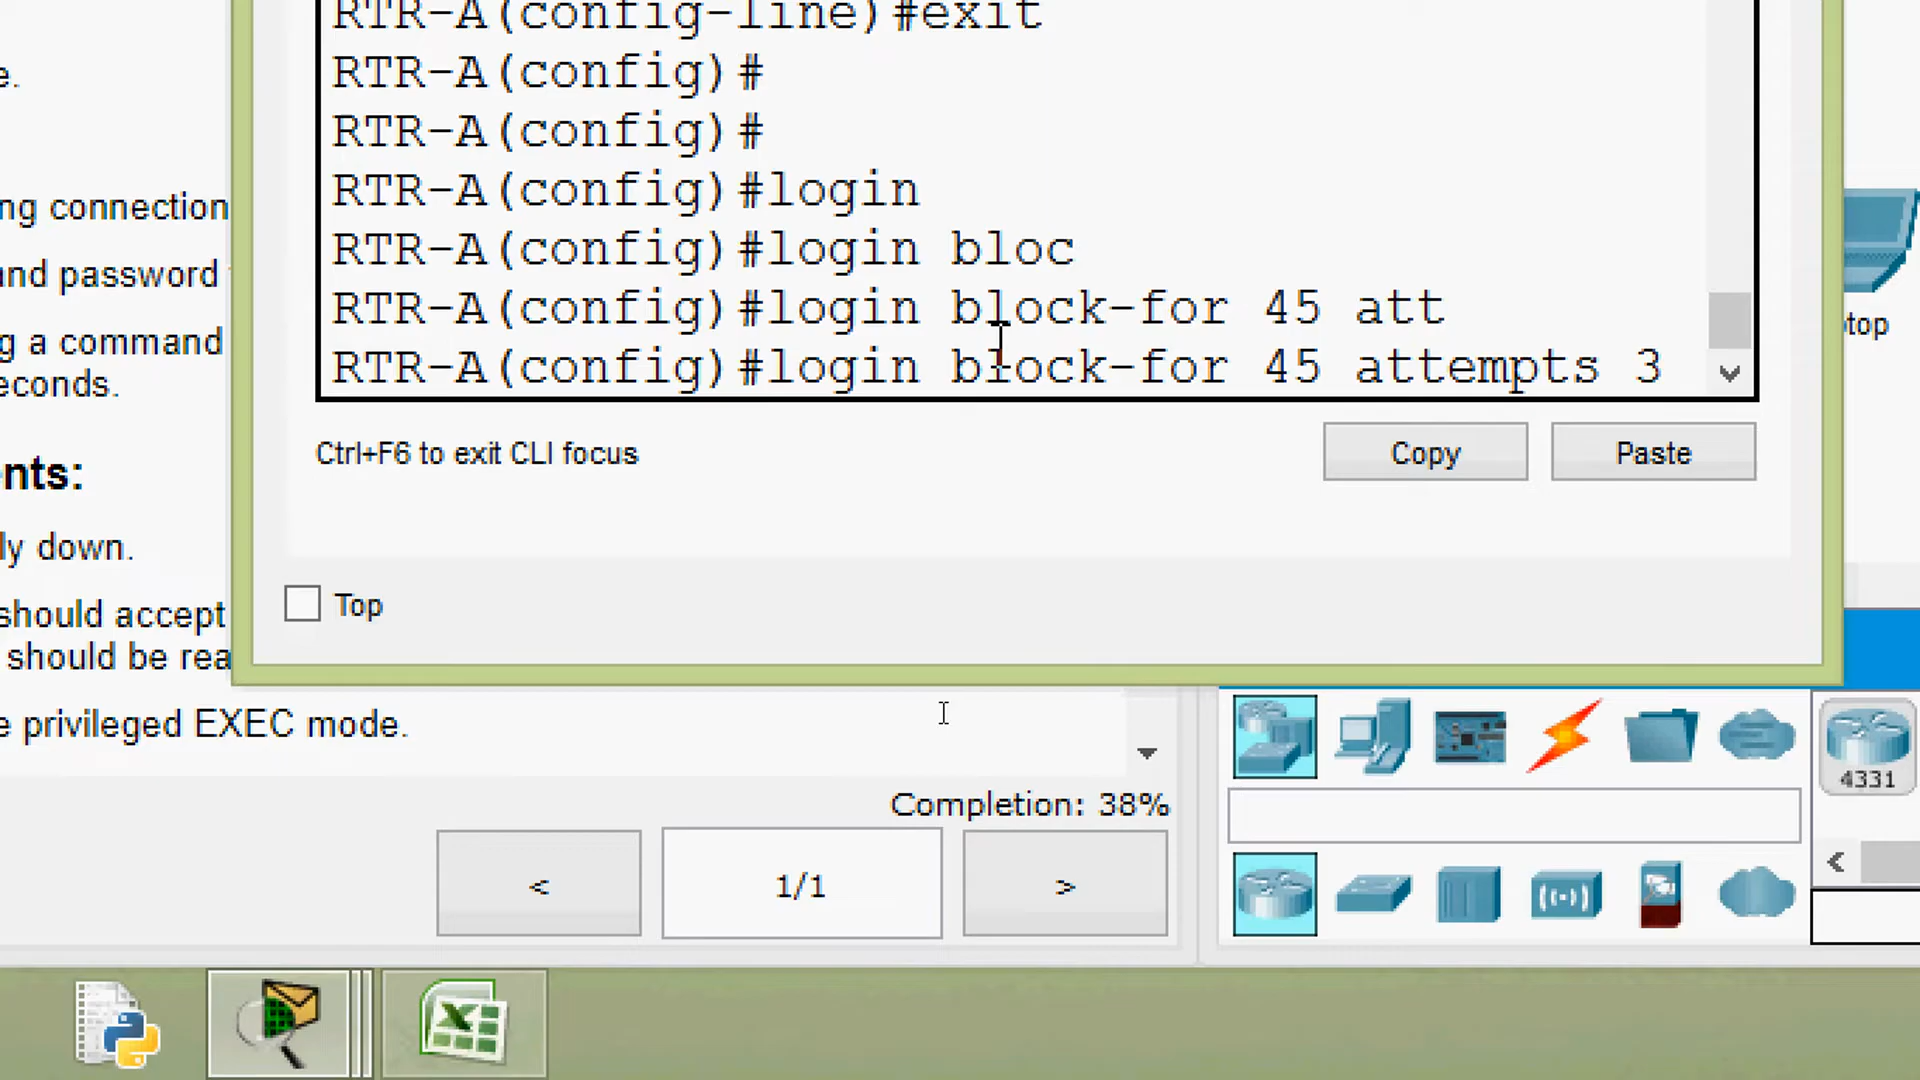 RTR-A(config-line)#exit
RTR-A(config)#
RTR-A(config)#
RTR-A(config)#login
RTR-A(config)#login bloc
RTR-A(config)#login block-for 45 att
RTR-A(config)#login block-for 45 attempts 3
Ctrl+F6 to exit CLI focus
Copy
Paste
Top
e.
ng connection
and password
g a command
econds.
nts:
ly down.
should accept
should be rea
e privileged EXEC mode.
Completion: 38%
<
1/1
>
top
4331